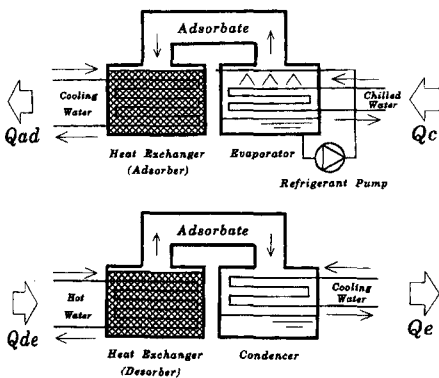 Adsorbate
Cooling
Water
Chilled
Water
Qad
Qc
Heat Exchanger
(Adsorber)
Evaporator
Refrigerant Pump
Adsorbate
Hot
Water
Cooling
Water
Qde
Qe
Heat Exchanger
(Desorber)
Condencer